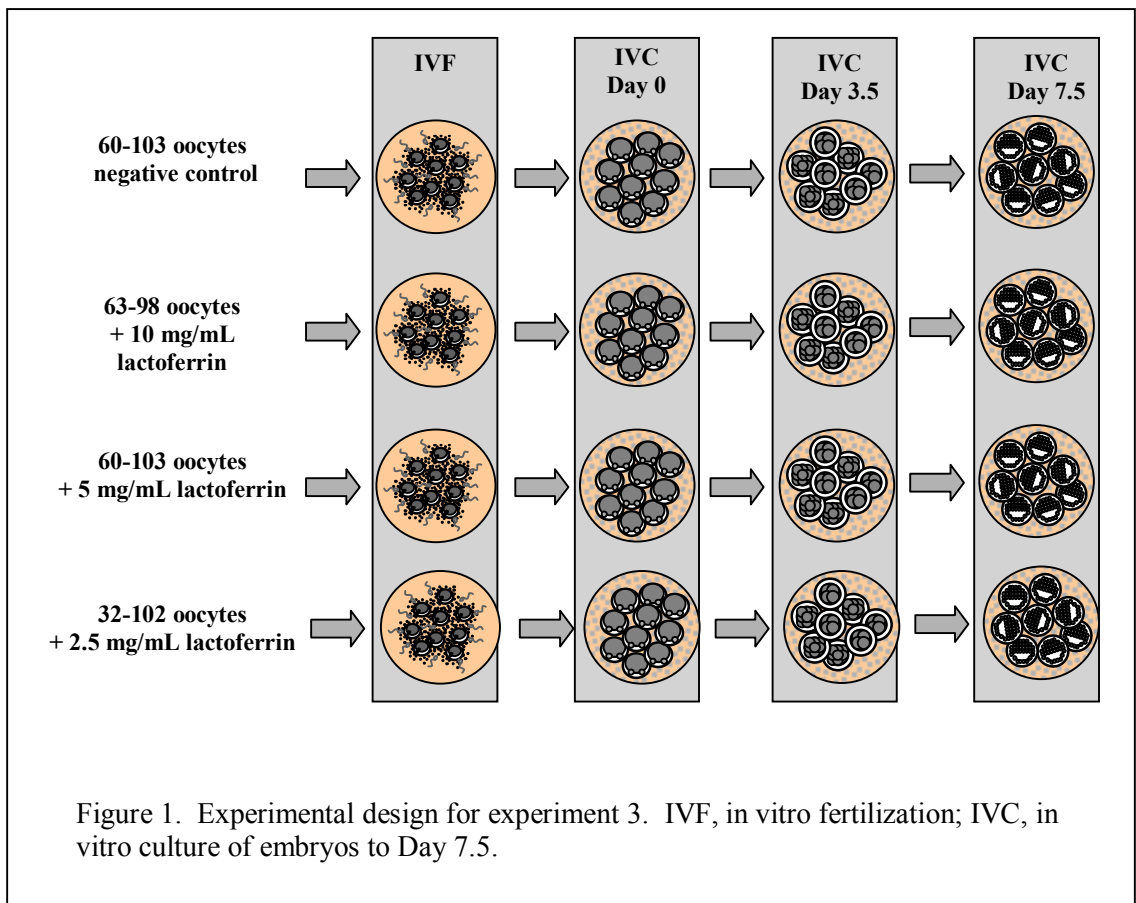 IVF
IVC
Day 0
IVC
Day 3.5
IVC
Day 7.5
60-103 oocytes
negative control
63-98 oocytes
+ 10 mg/mL
lactoferrin
60-103 oocytes
+ 5 mg/mL lactoferrin
32-102 oocytes
+ 2.5 mg/mL lactoferrin
Figure 1.  Experimental design for experiment 3.  IVF, in vitro fertilization; IVC, in
vitro culture of embryos to Day 7.5.